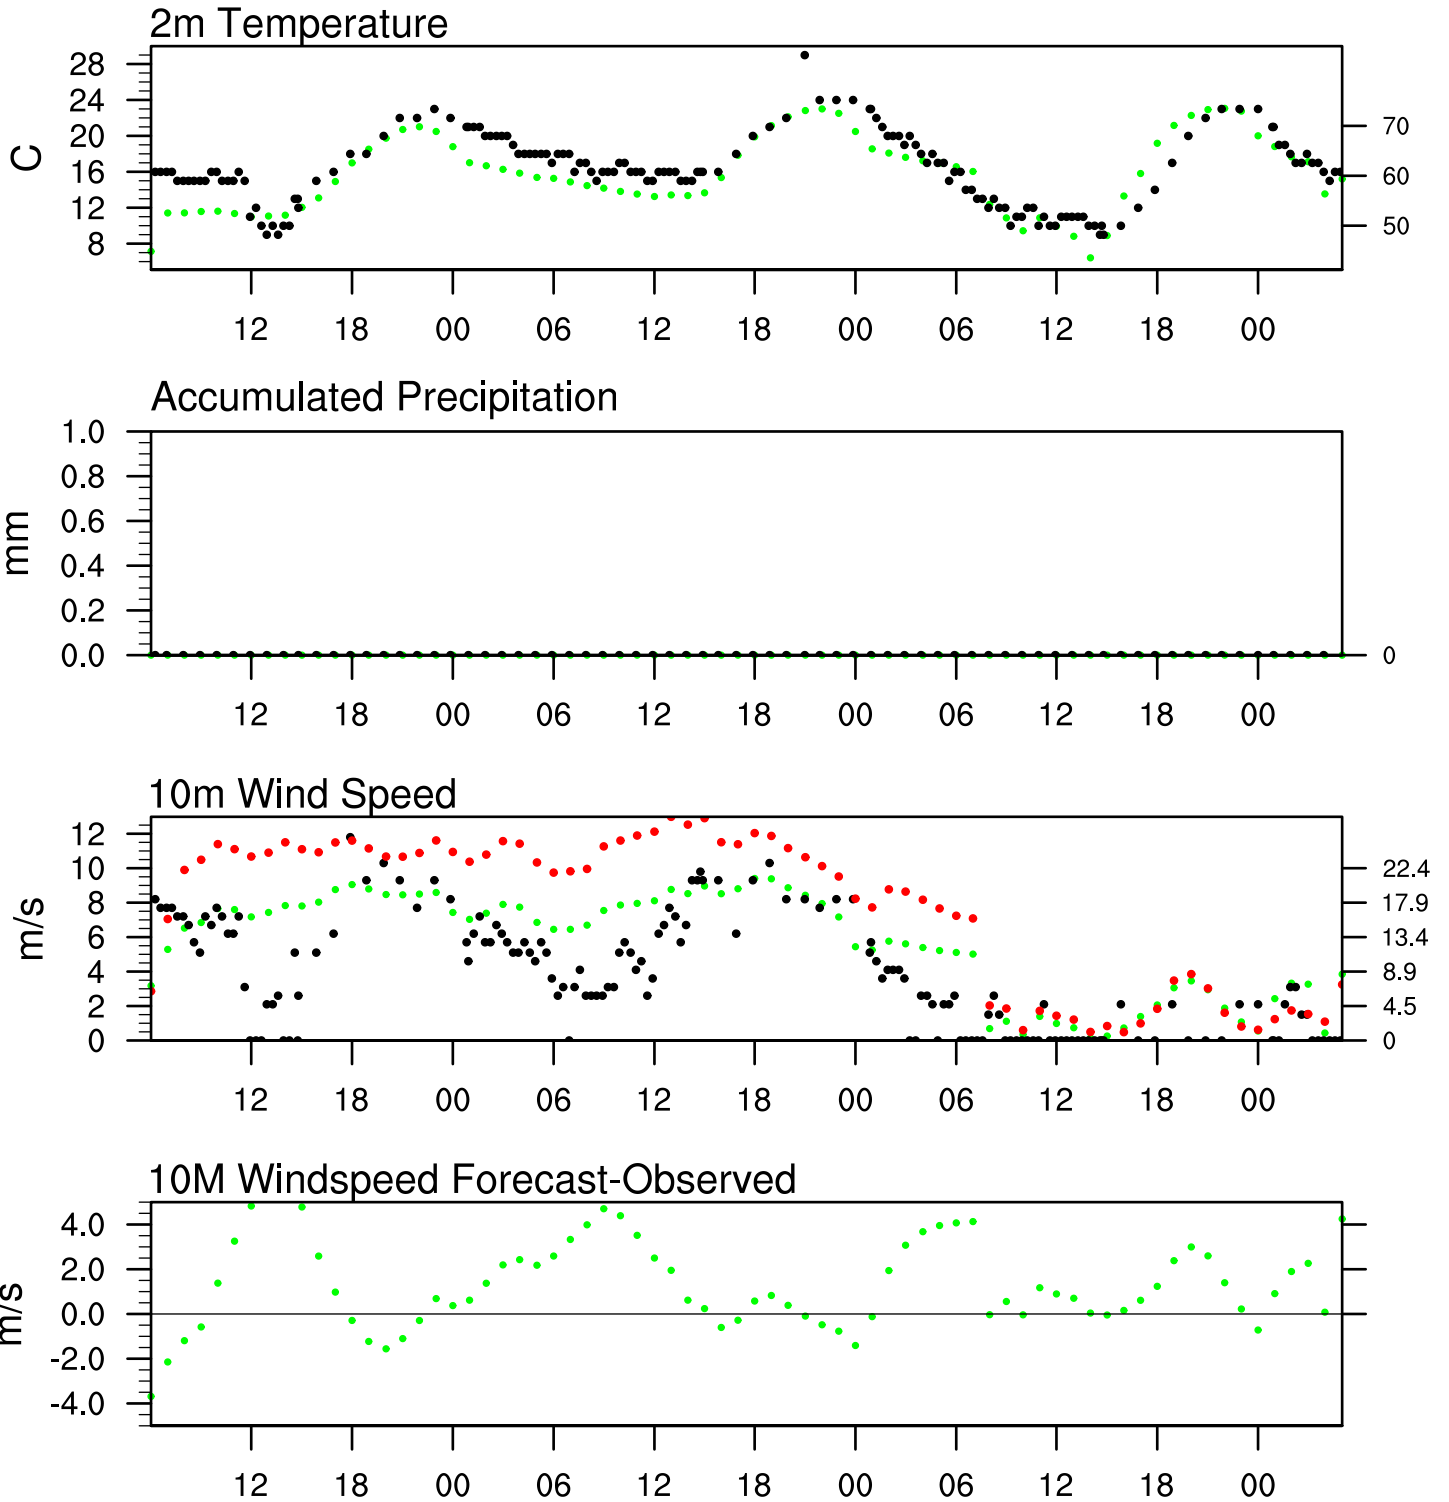 2m Temperature
28
24
20
16
12
8
C
70
60
50
12 18 00 06 12 18 00 06 12 18 00
Accumulated Precipitation
1.0
0.8
0.6
0.4
0.2
0.0
mm
0
12 18 00 06 12 18 00 06 12 18 00
10m Wind Speed
12
10
8
6
4
2
0
m/s
22.4
17.9
13.4
8.9
4.5
0
12 18 00 06 12 18 00 06 12 18 00
10M Windspeed Forecast-Observed
4.0
2.0
0.0
-2.0
-4.0
m/s
12 18 00 06 12 18 00 06 12 18 00